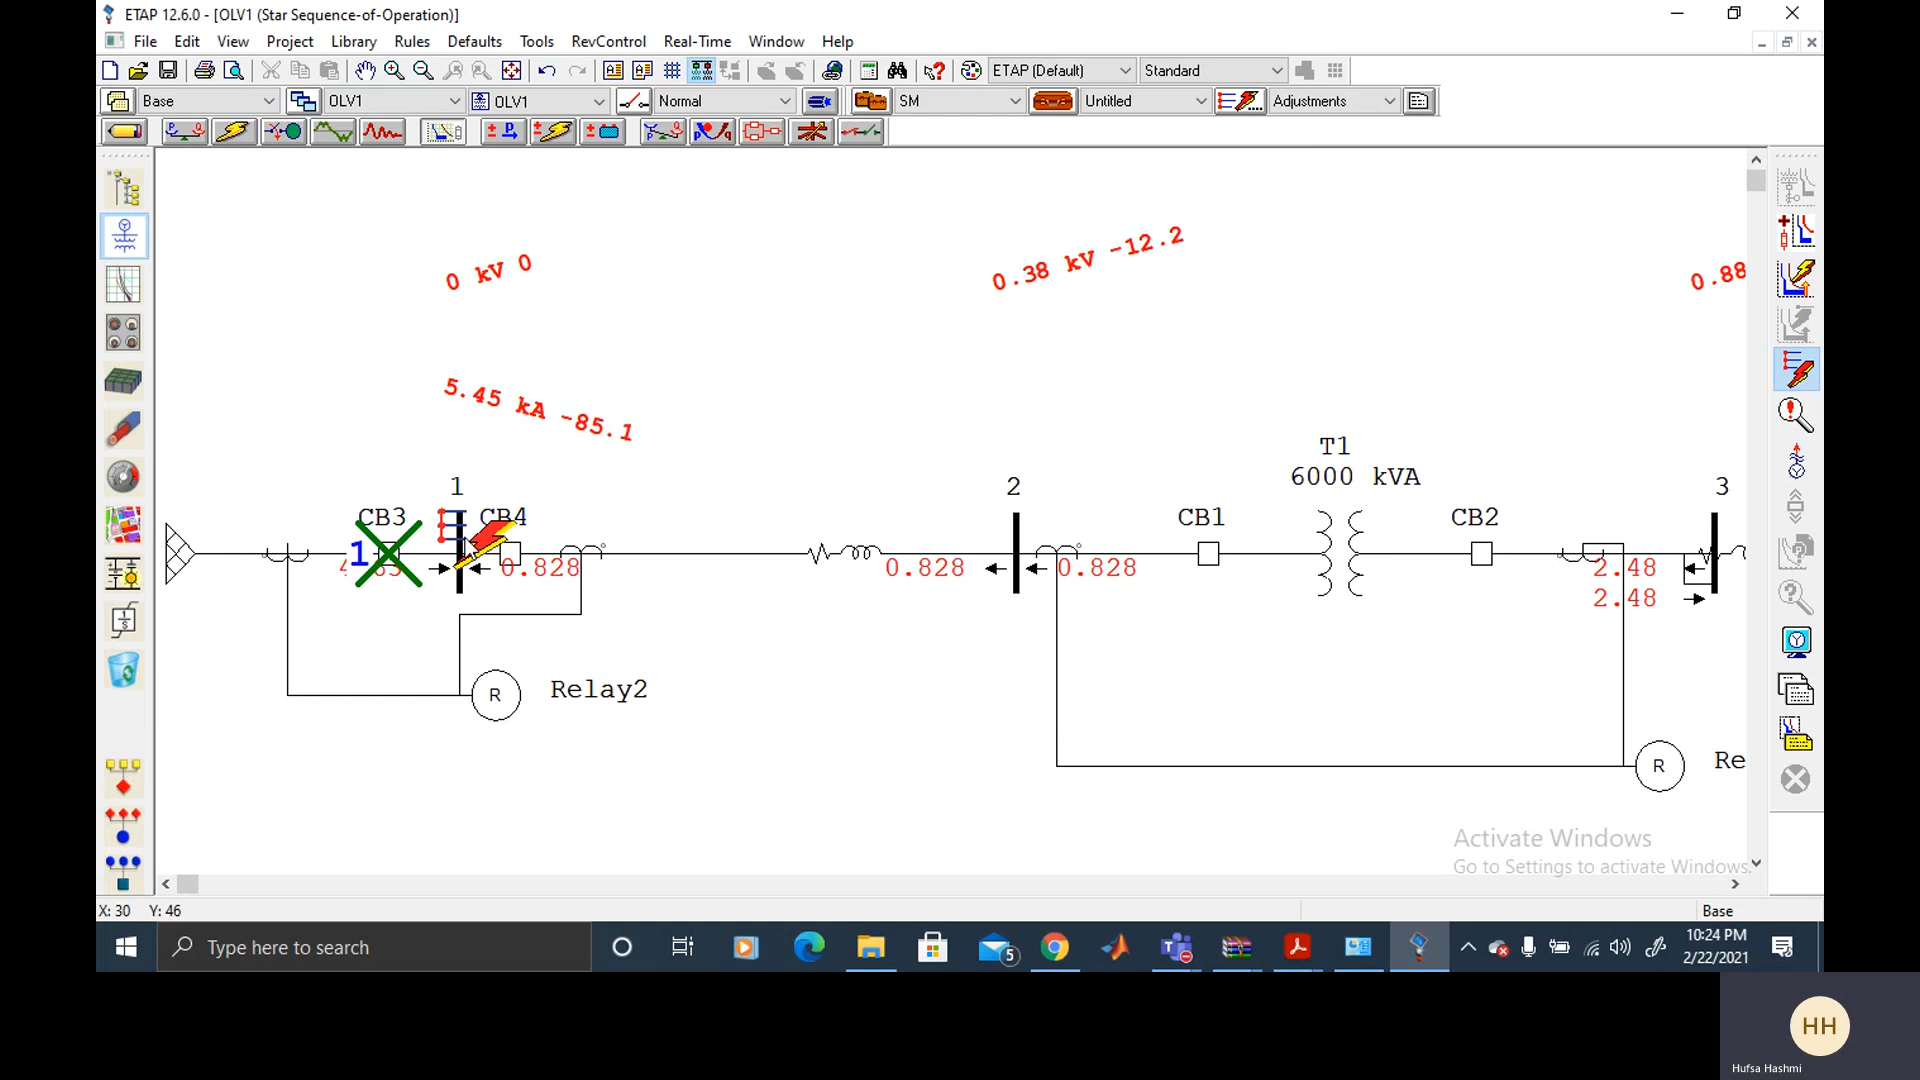 ETAP 12.6.0 - [OLV1 (Star Sequence-of-Operation)]
File Edit View Project Library Rules Defaults Tools RevControl Real-Time Window Help
ETAP (Default) Standard
Base OLV1 OLV1 Normal SM Untitled Adjustments
0 kV 0
0.38 kV -12.2
0.88
5.45 kA -85.1
T1
6000 kVA
1
2
3
CB3
CB4
CB1
CB2
1
0.828
0.828
0.828
2.48
2.48
R
Relay2
R
Re
Activate Windows
Go to Settings to activate Windows.
X: 30 Y: 46
Base
Type here to search
5
10:24 PM
2/22/2021
HH
Hufsa Hashmi